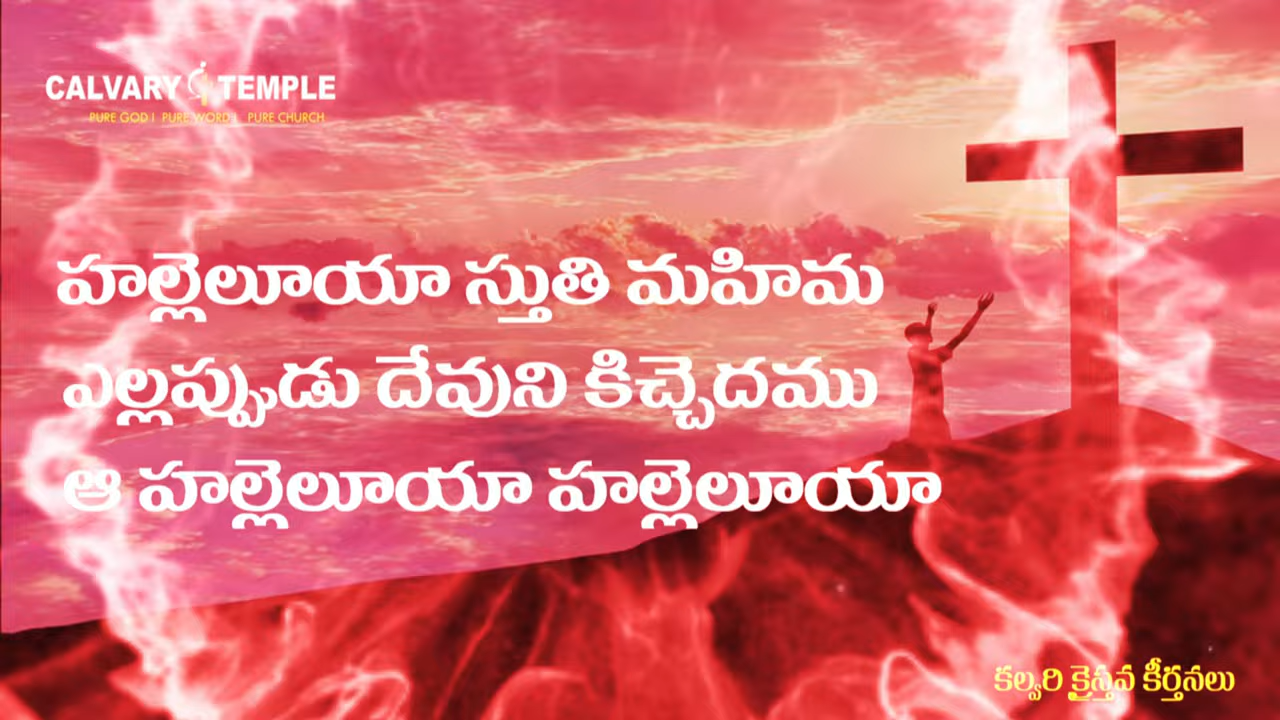 CALVARY TEMPLE
PURE GOD | PURE WORD | PURE CHURCH
హల్లెలూయా స్తుతి మహిమ
ఎల్లప్పుడు దేవుని కిచ్చెదము
ఆ హల్లెలూయా హల్లెలూయా
కల్వరి క్రైస్తవ కీర్తనలు